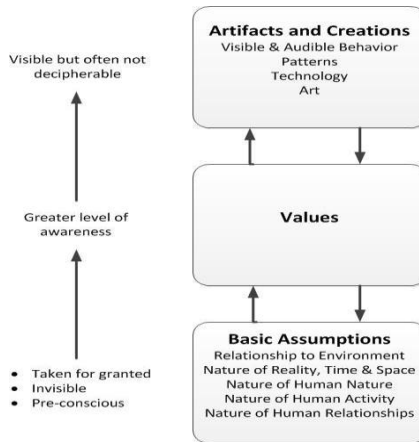 Visible but often not
decipherable
Greater level of
awareness
• Taken for granted
• Invisible
• Pre-conscious
Artifacts and Creations
Visible & Audible Behavior
Patterns
Technology
Art
Values
Basic Assumptions
Relationship to Environment
Nature of Reality, Time & Space
Nature of Human Nature
Nature of Human Activity
Nature of Human Relationships